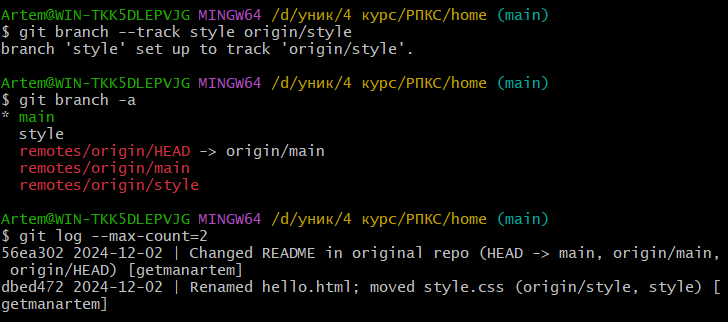 Artem@WIN-TKK5DLEPVJG MINGW64 /d/уник/4 курс/РПКС/home (main)
$ git branch --track style origin/style
branch 'style' set up to track 'origin/style'.
Artem@WIN-TKK5DLEPVJG MINGW64 /d/уник/4 курс/РПКС/home (main)
$ git branch -a
* main
  style
  remotes/origin/HEAD -> origin/main
  remotes/origin/main
  remotes/origin/style
Artem@WIN-TKK5DLEPVJG MINGW64 /d/уник/4 курс/РПКС/home (main)
$ git log --max-count=2
56ea302 2024-12-02 | Changed README in original repo (HEAD -> main, origin/main,
 origin/HEAD) [getmanartem]
dbed472 2024-12-02 | Renamed hello.html; moved style.css (origin/style, style) [
getmanartem]